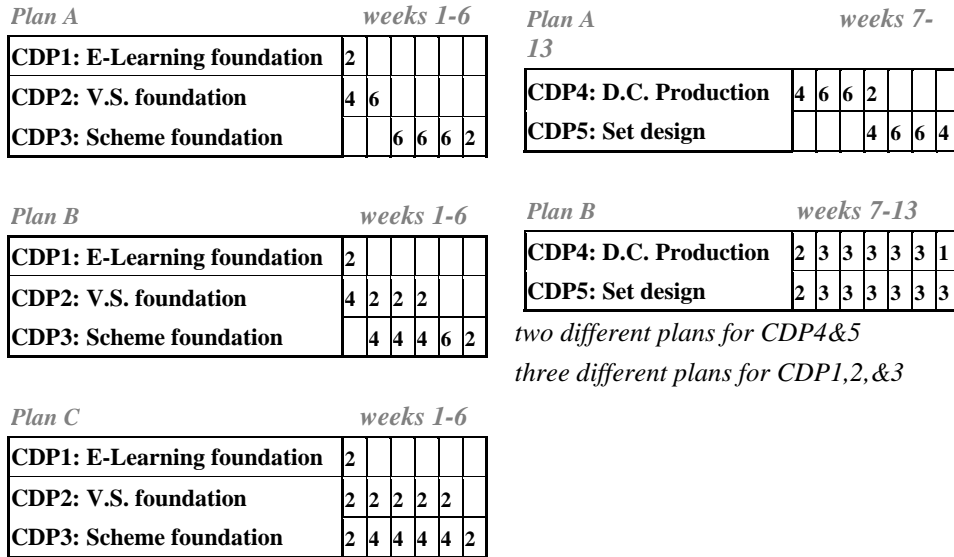 Plan A weeks 1-6
CDP1: E-Learning foundation 2
CDP2: V.S. foundation 4 6
CDP3: Scheme foundation 6 6 6 2
Plan B weeks 1-6
CDP1: E-Learning foundation 2
CDP2: V.S. foundation 4 2 2 2
CDP3: Scheme foundation 4 4 4 6 2
Plan C weeks 1-6
CDP1: E-Learning foundation 2
CDP2: V.S. foundation 2 2 2 2 2
CDP3: Scheme foundation 2 4 4 4 4 2
Plan A weeks 7-
13
CDP4: D.C. Production 4 6 6 2
CDP5: Set design 4 6 6 4
Plan B weeks 7-13
CDP4: D.C. Production 2 3 3 3 3 3 1
CDP5: Set design 2 3 3 3 3 3 3
two different plans for CDP4&5
three different plans for CDP1,2,&3